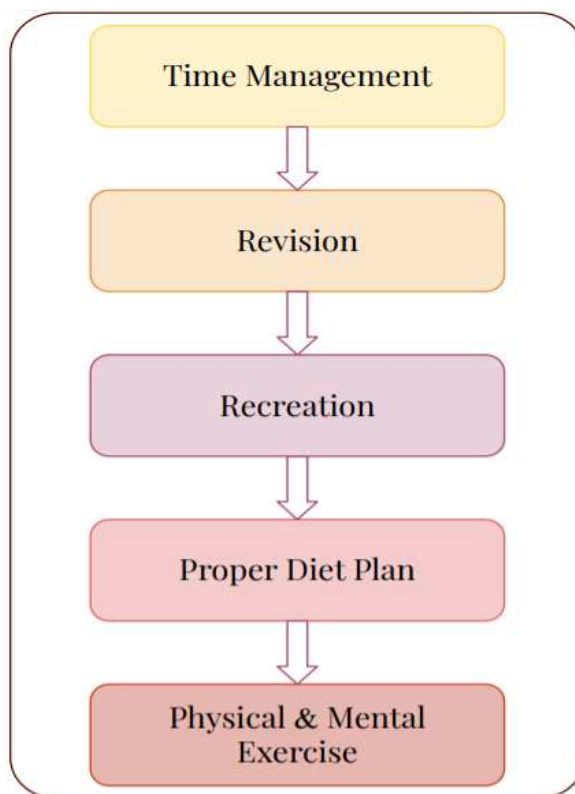 Time Management
Revision
Recreation
Proper Diet Plan
Physical & Mental
Exercise